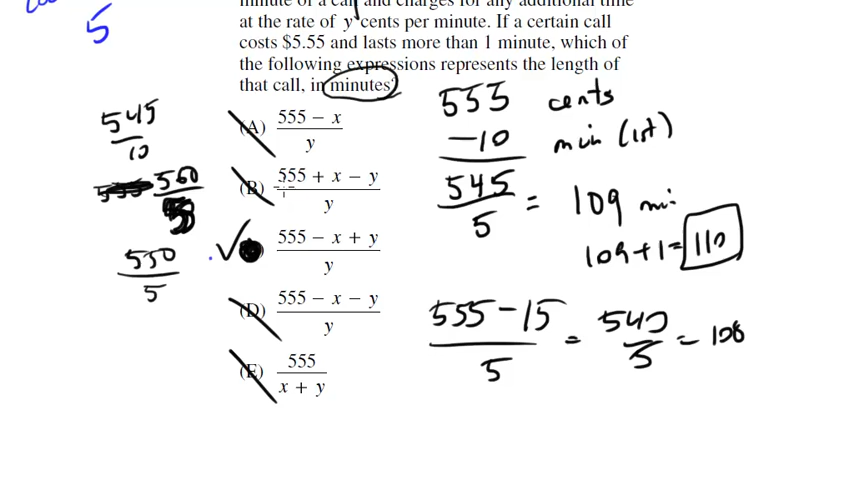 5
minute of a call and charges for any additional time
at the rate of y cents per minute. If a certain call
costs $5.55 and lasts more than 1 minute, which of
the following expressions represents the length of
that call, in minutes?
(A) 555 − x / y
(B) 555 + x − y / y
555 − x + y / y
(D) 555 − x − y / y
(E) 555 / x + y
545 / 10
560 / 5
550 / 5
555 cents
−10 min (1st)
545 / 5 = 109 mi
109+1=110
555 − 15 / 5 = 540 / 5 = 108